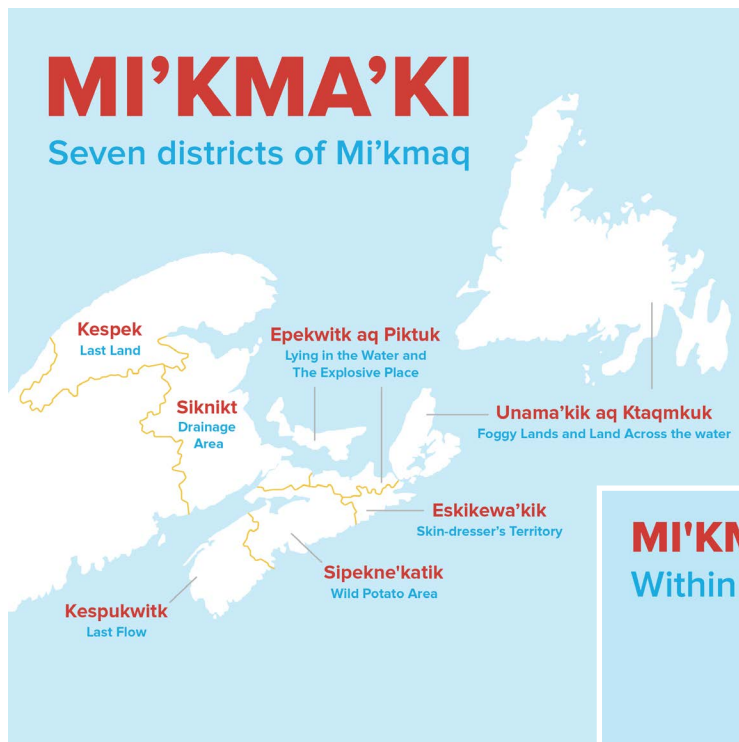 MI’KMA’KI
Seven districts of Mi’kmaq
Kespek
Last Land
Epekwitk aq Piktuk
Lying in the Water and
The Explosive Place
Siknikt
Drainage
Area
Unama’kik aq Ktaqmkuk
Foggy Lands and Land Across the water
Eskikewa’kik
Skin-dresser’s Territory
Sipekne'katik
Wild Potato Area
Kespukwitk
Last Flow
MI'KM
Within